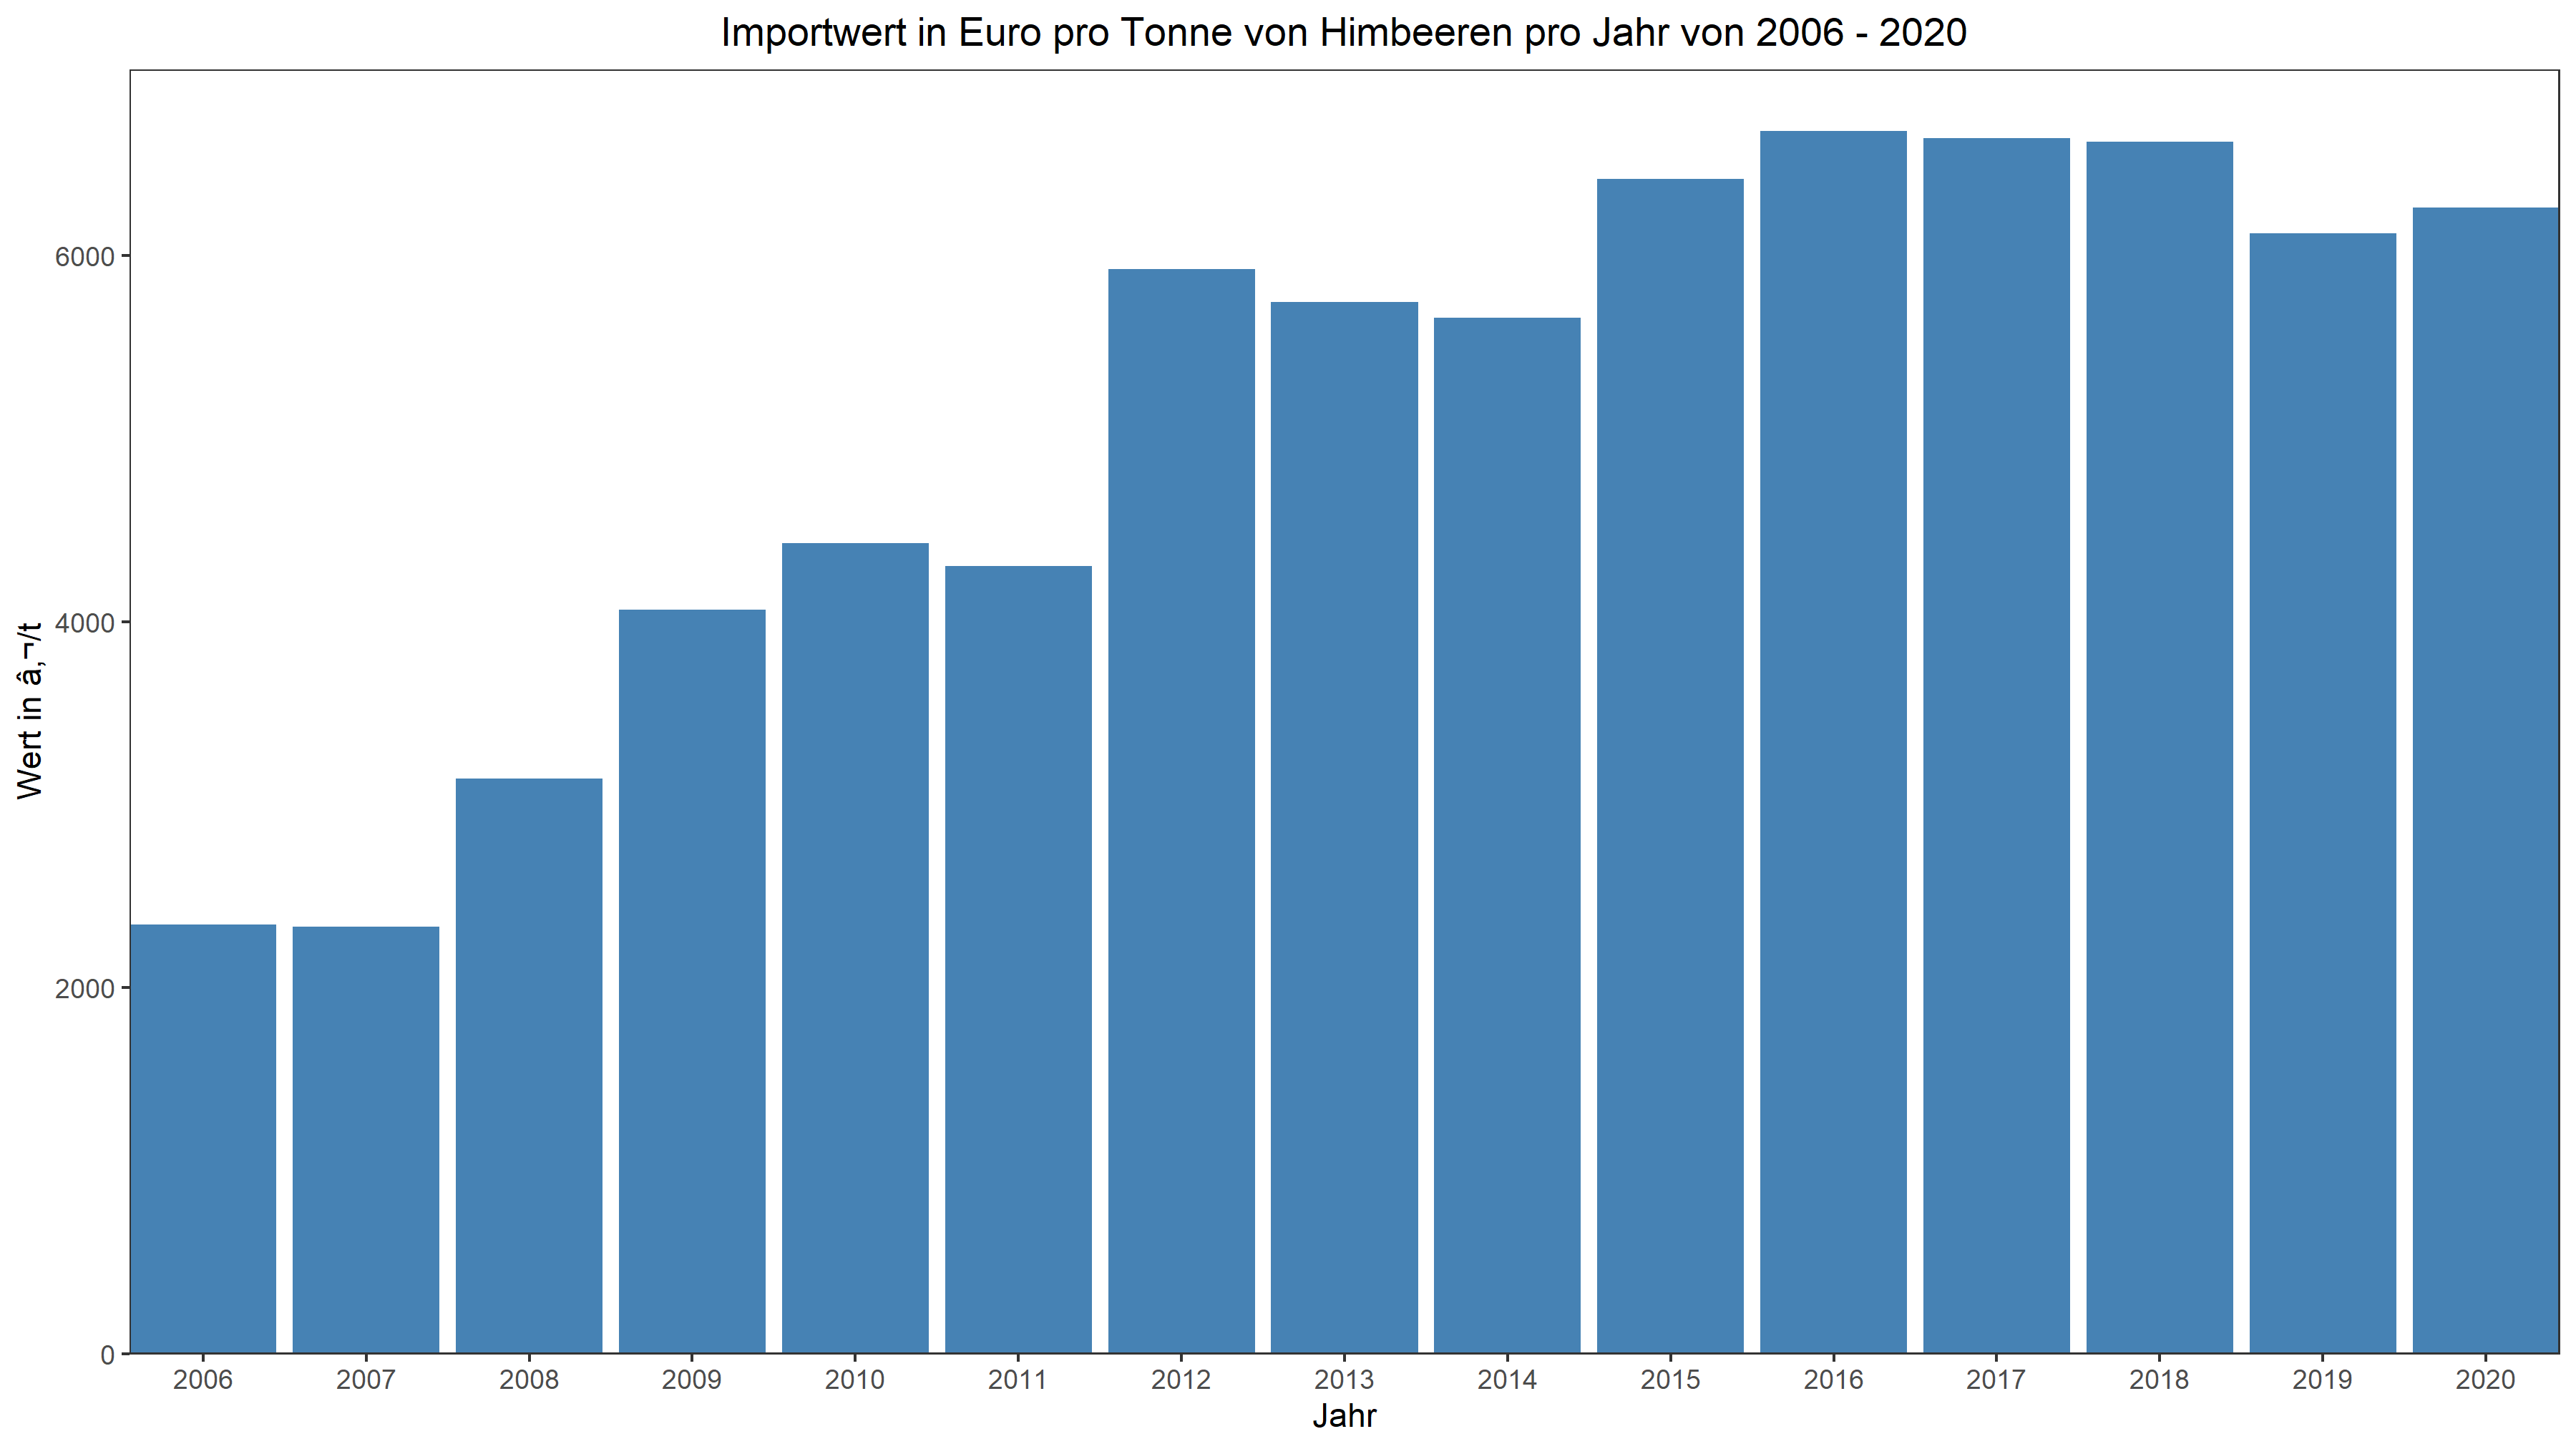 Importwert in Euro pro Tonne von Himbeeren pro Jahr von 2006 - 2020
Wert in â‚¬/t
6000
4000
2000
0
2006 2007 2008 2009 2010 2011 2012 2013 2014 2015 2016 2017 2018 2019 2020
Jahr